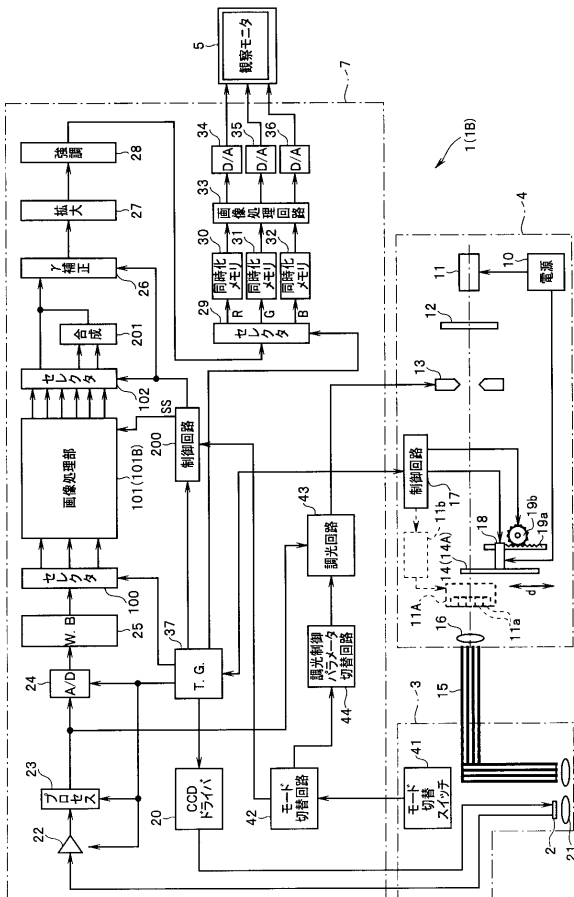 5
観察モニタ
7
強調
28
拡大
27
γ補正
26
合成
201
セレクタ
102
SS
画像処理部
101(101B)
セレクタ
100
W. B
25
A/D
24
プロセス
23
22
34
35
36
D/A
D/A
D/A
33
画像処理回路
30
31
32
同時化メモリ
同時化メモリ
同時化メモリ
R
G
B
29
セレクタ
200
制御回路
37
T. G.
20
CCDドライバ
43
調光回路
調光制御パラメータ切替回路
44
42
モード切替回路
41
モード切替スイッチ
1(1B)
4
11
10
電源
12
13
制御回路
17
11b
18
19b
19a
14(14A)
11A
11a
d
16
15
3
2
21